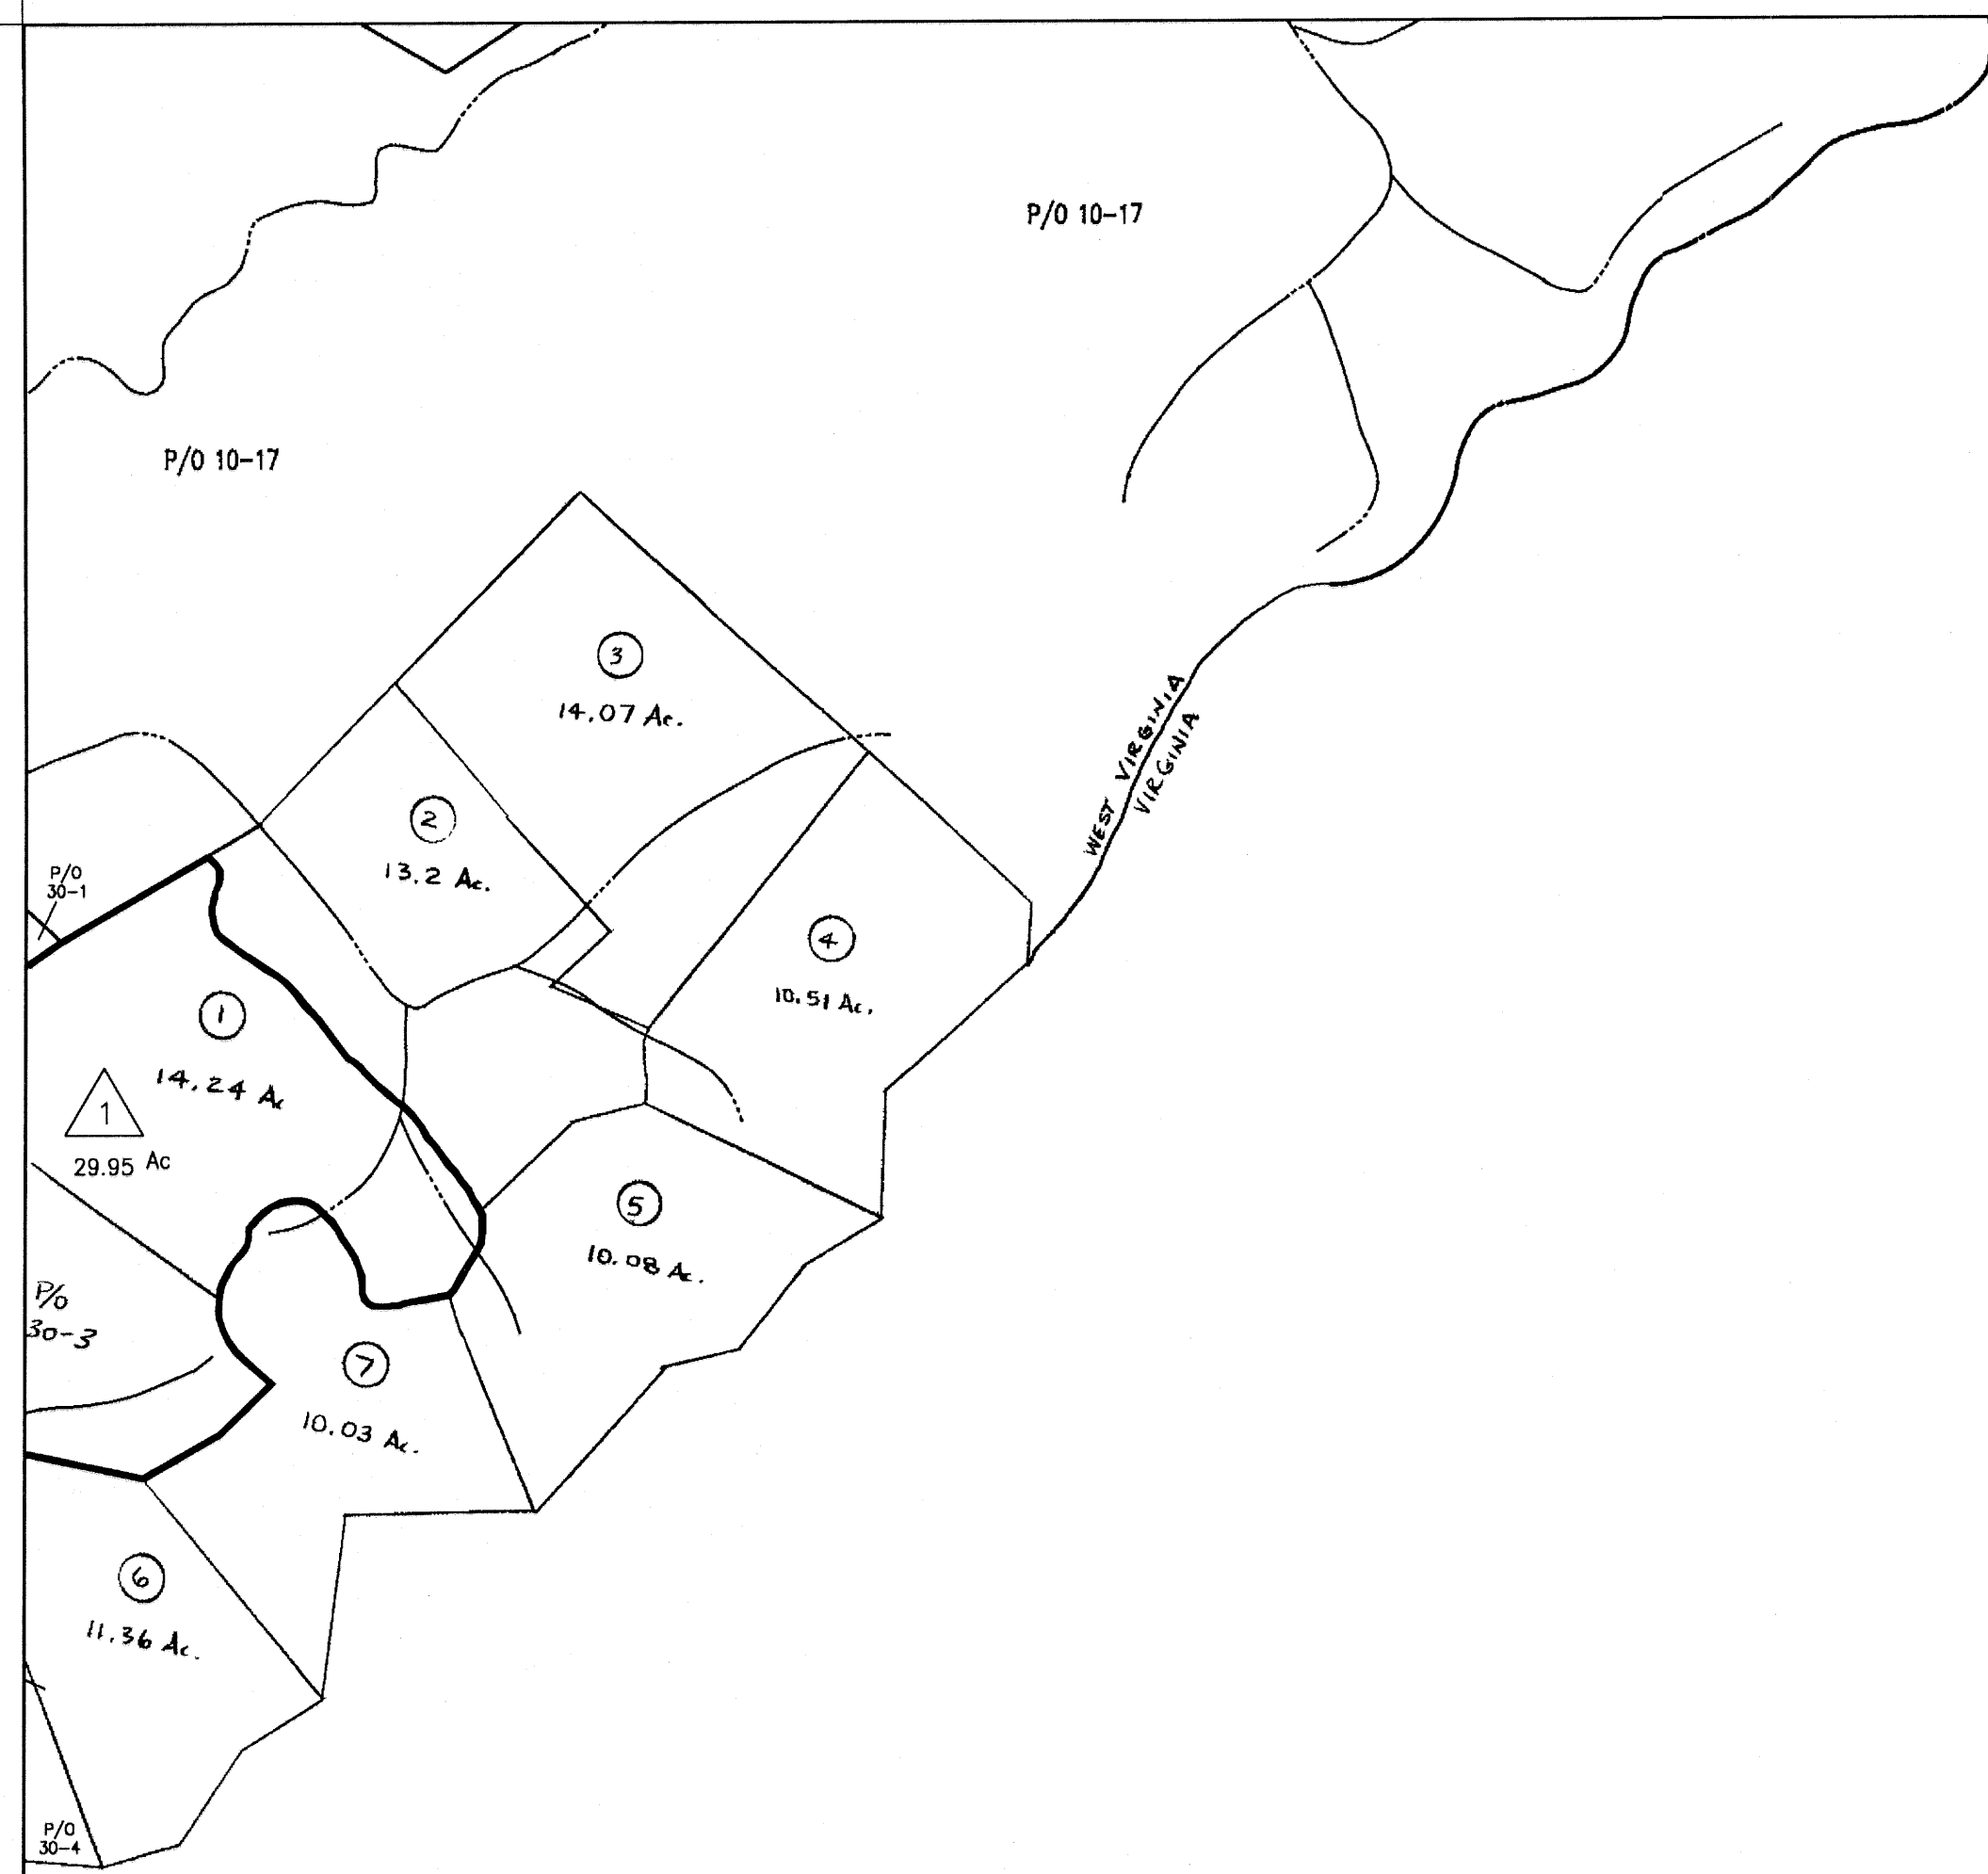 P/O 10-17
P/O 10-17
3
14.07 Ac.
WEST VIRGINIA
VIRGINIA
2
13.2 Ac.
P/O
30-1
4
10.51 Ac.
1
14.24 Ac
1
29.95 Ac
5
10.08 Ac.
P/O
30-3
7
10.03 Ac.
6
11.36 Ac.
P/O
30-4